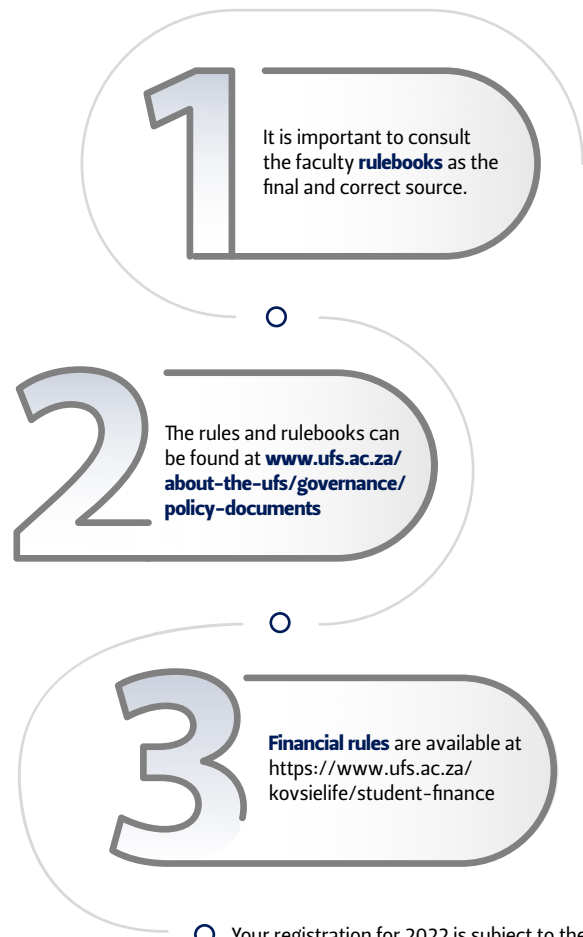 1
It is important to consult
the faculty rulebooks as the
final and correct source.
2
The rules and rulebooks can
be found at www.ufs.ac.za/
about-the-ufs/governance/
policy-documents
3
Financial rules are available at
https://www.ufs.ac.za/
kovsielife/student-finance
Your registration for 2022 is subject to the